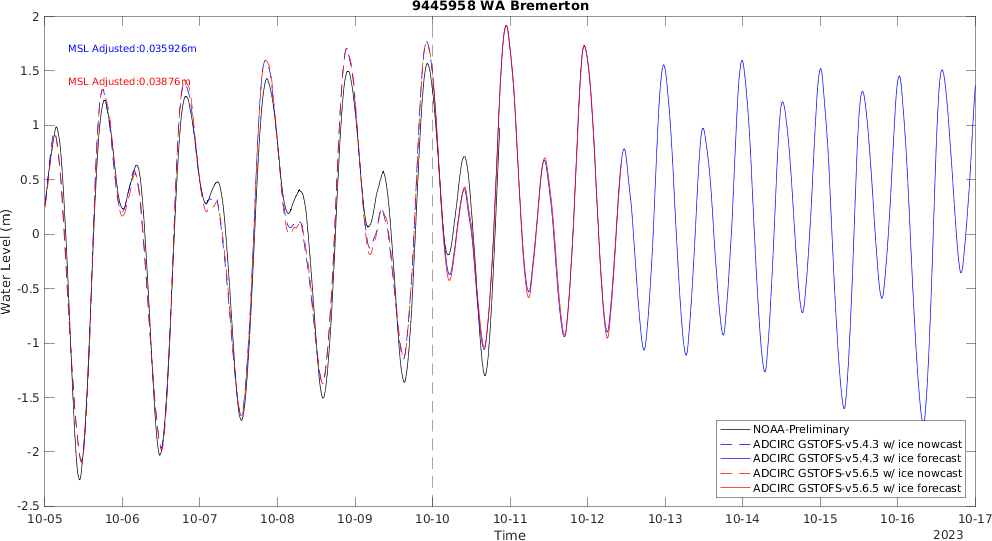 9445958 WA Bremerton
MSL Adjusted:0.035926m
MSL Adjusted:0.03876m
Water Level (m)
2
1.5
1
0.5
0
-0.5
-1
-1.5
-2
-2.5
NOAA-Preliminary
ADCIRC GSTOFS-v5.4.3 w/ ice nowcast
ADCIRC GSTOFS-v5.4.3 w/ ice forecast
ADCIRC GSTOFS-v5.6.5 w/ ice nowcast
ADCIRC GSTOFS-v5.6.5 w/ ice forecast
10-05 10-06 10-07 10-08 10-09 10-10 10-11 10-12 10-13 10-14 10-15 10-16 10-17
Time
2023